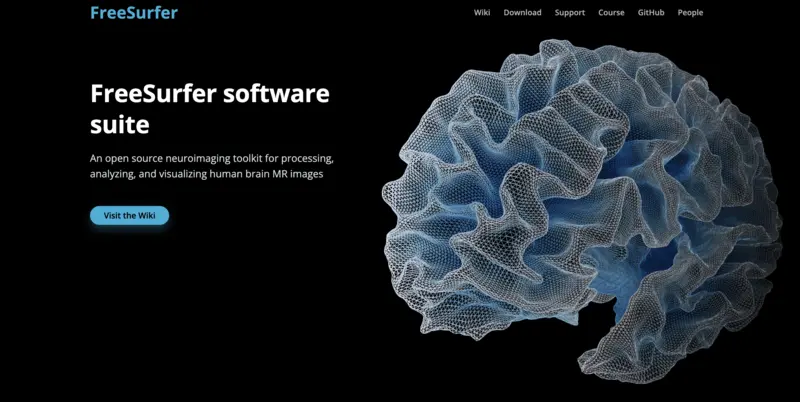 FreeSurfer
Wiki Download Support Course GitHub People
FreeSurfer software
suite
An open source neuroimaging toolkit for processing,
analyzing, and visualizing human brain MR images
Visit the Wiki